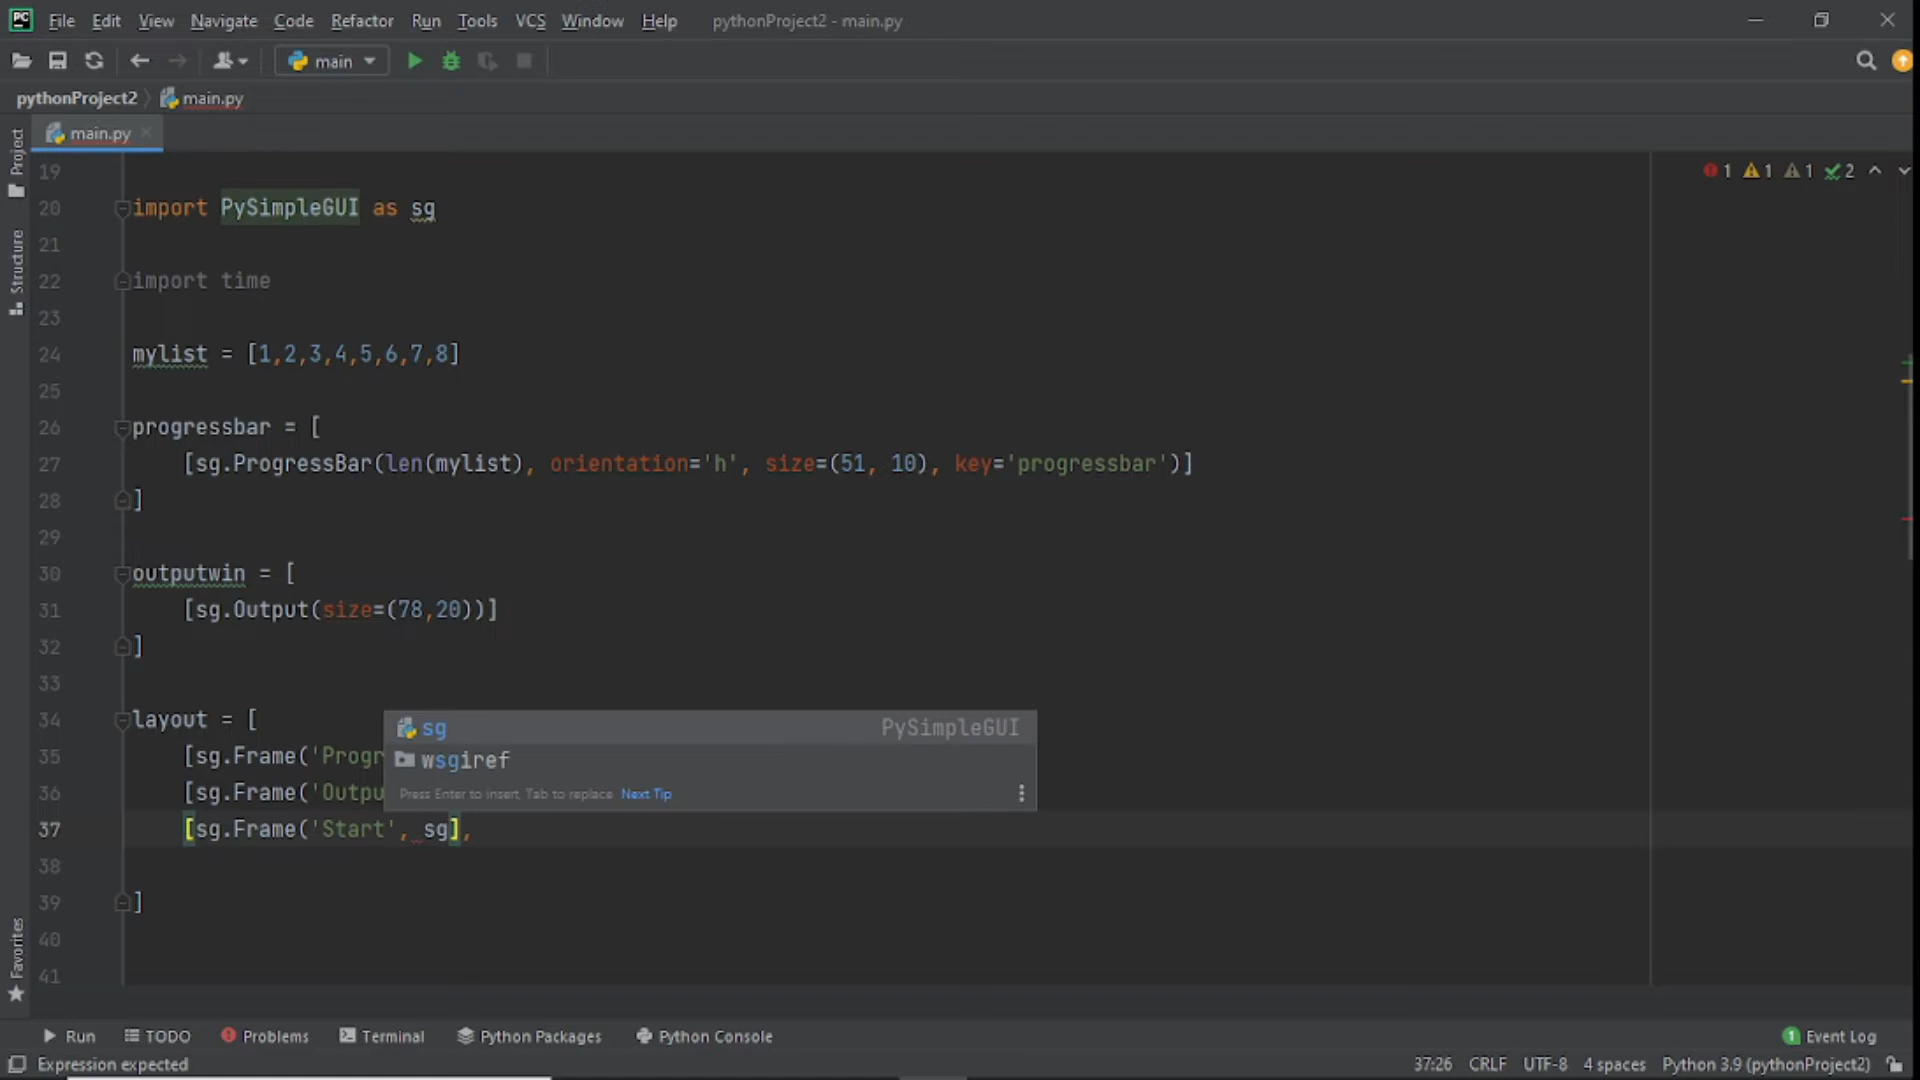 PC File Edit View Navigate Code Refactor Run Tools VCS Window Help pythonProject2 - main.py
main
pythonProject2 main.py
main.py
Project
Structure
Favorites
1 1 1 2
19
20 import PySimpleGUI as sg
21
22 import time
23
24 mylist = [1,2,3,4,5,6,7,8]
25
26 progressbar = [
27 [sg.ProgressBar(len(mylist), orientation='h', size=(51, 10), key='progressbar')]
28 ]
29
30 outputwin = [
31 [sg.Output(size=(78,20))]
32 ]
33
34 layout = [
sg PySimpleGUI
35 [sg.Frame('Progr
wsgiref
36 [sg.Frame('Outpu
Press Enter to insert, Tab to replace Next Tip
37 [sg.Frame('Start', sg],
38
39 ]
40
41
Run TODO Problems Terminal Python Packages Python Console 1 Event Log
Expression expected 37:26 CRLF UTF-8 4 spaces Python 3.9 (pythonProject2)